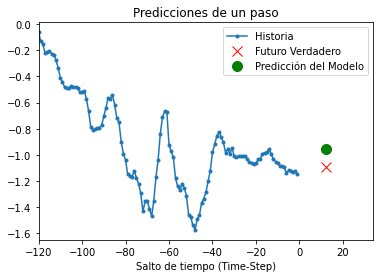 Predicciones de un paso
Historia
Futuro Verdadero
Predicción del Modelo
0.0
−0.2
−0.4
−0.6
−0.8
−1.0
−1.2
−1.4
−1.6
−120 −100 −80 −60 −40 −20 0 20
Salto de tiempo (Time-Step)